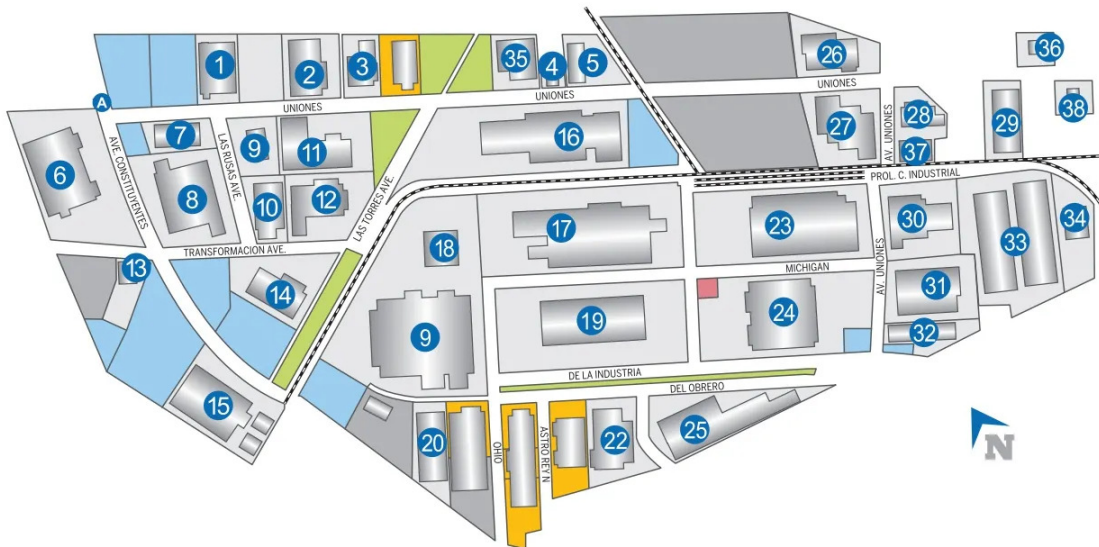 1
2
3
35
4
5
26
36
A
UNIONES
UNIONES
UNIONES
28
29
38
6
AVE. CONSTITUYENTES
7
LAS RUSAS AVE.
9
11
16
27
AV. UNIONES
37
8
10
12
LAS TORRES AVE.
PROL. C. INDUSTRIAL
TRANSFORMACION AVE.
18
17
23
30
33
34
13
14
MICHIGAN
AV. UNIONES
31
9
19
24
32
15
DE LA INDUSTRIA
DEL OBRERO
20
OHIO
ASTRO REY N
22
25
N